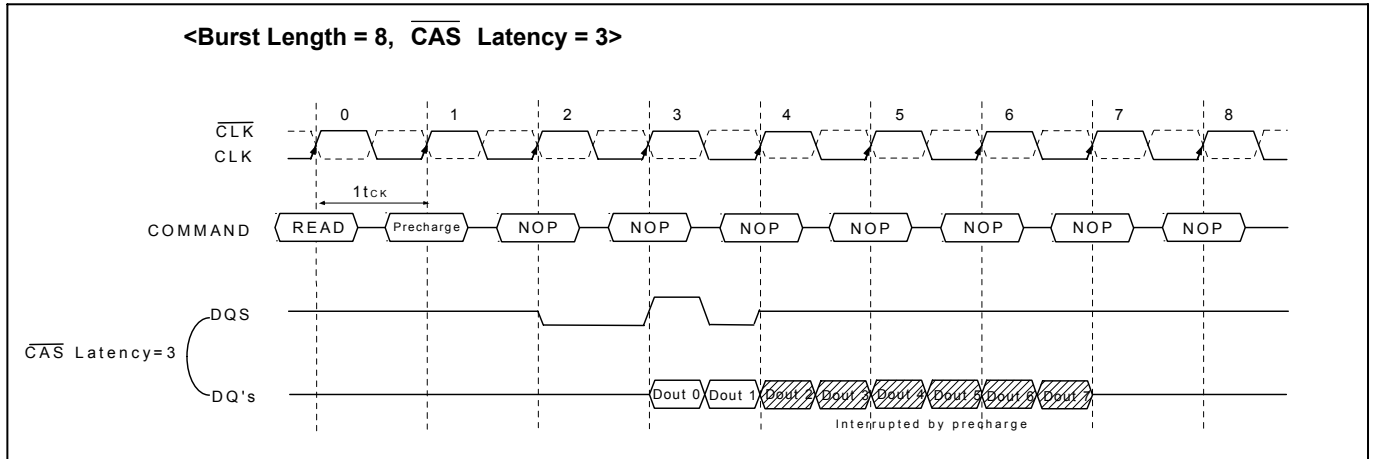 <Burst Length = 8, CAS Latency = 3>
0 1 2 3 4 5 6 7 8
CLK
CLK
1tCK
COMMAND READ Precharge NOP NOP NOP NOP NOP NOP NOP
DQS
CAS Latency=3
DQ's Dout 0 Dout 1 Dout 2 Dout 3 Dout 4 Dout 5 Dout 6 Dout 7
Interrupted by precharge